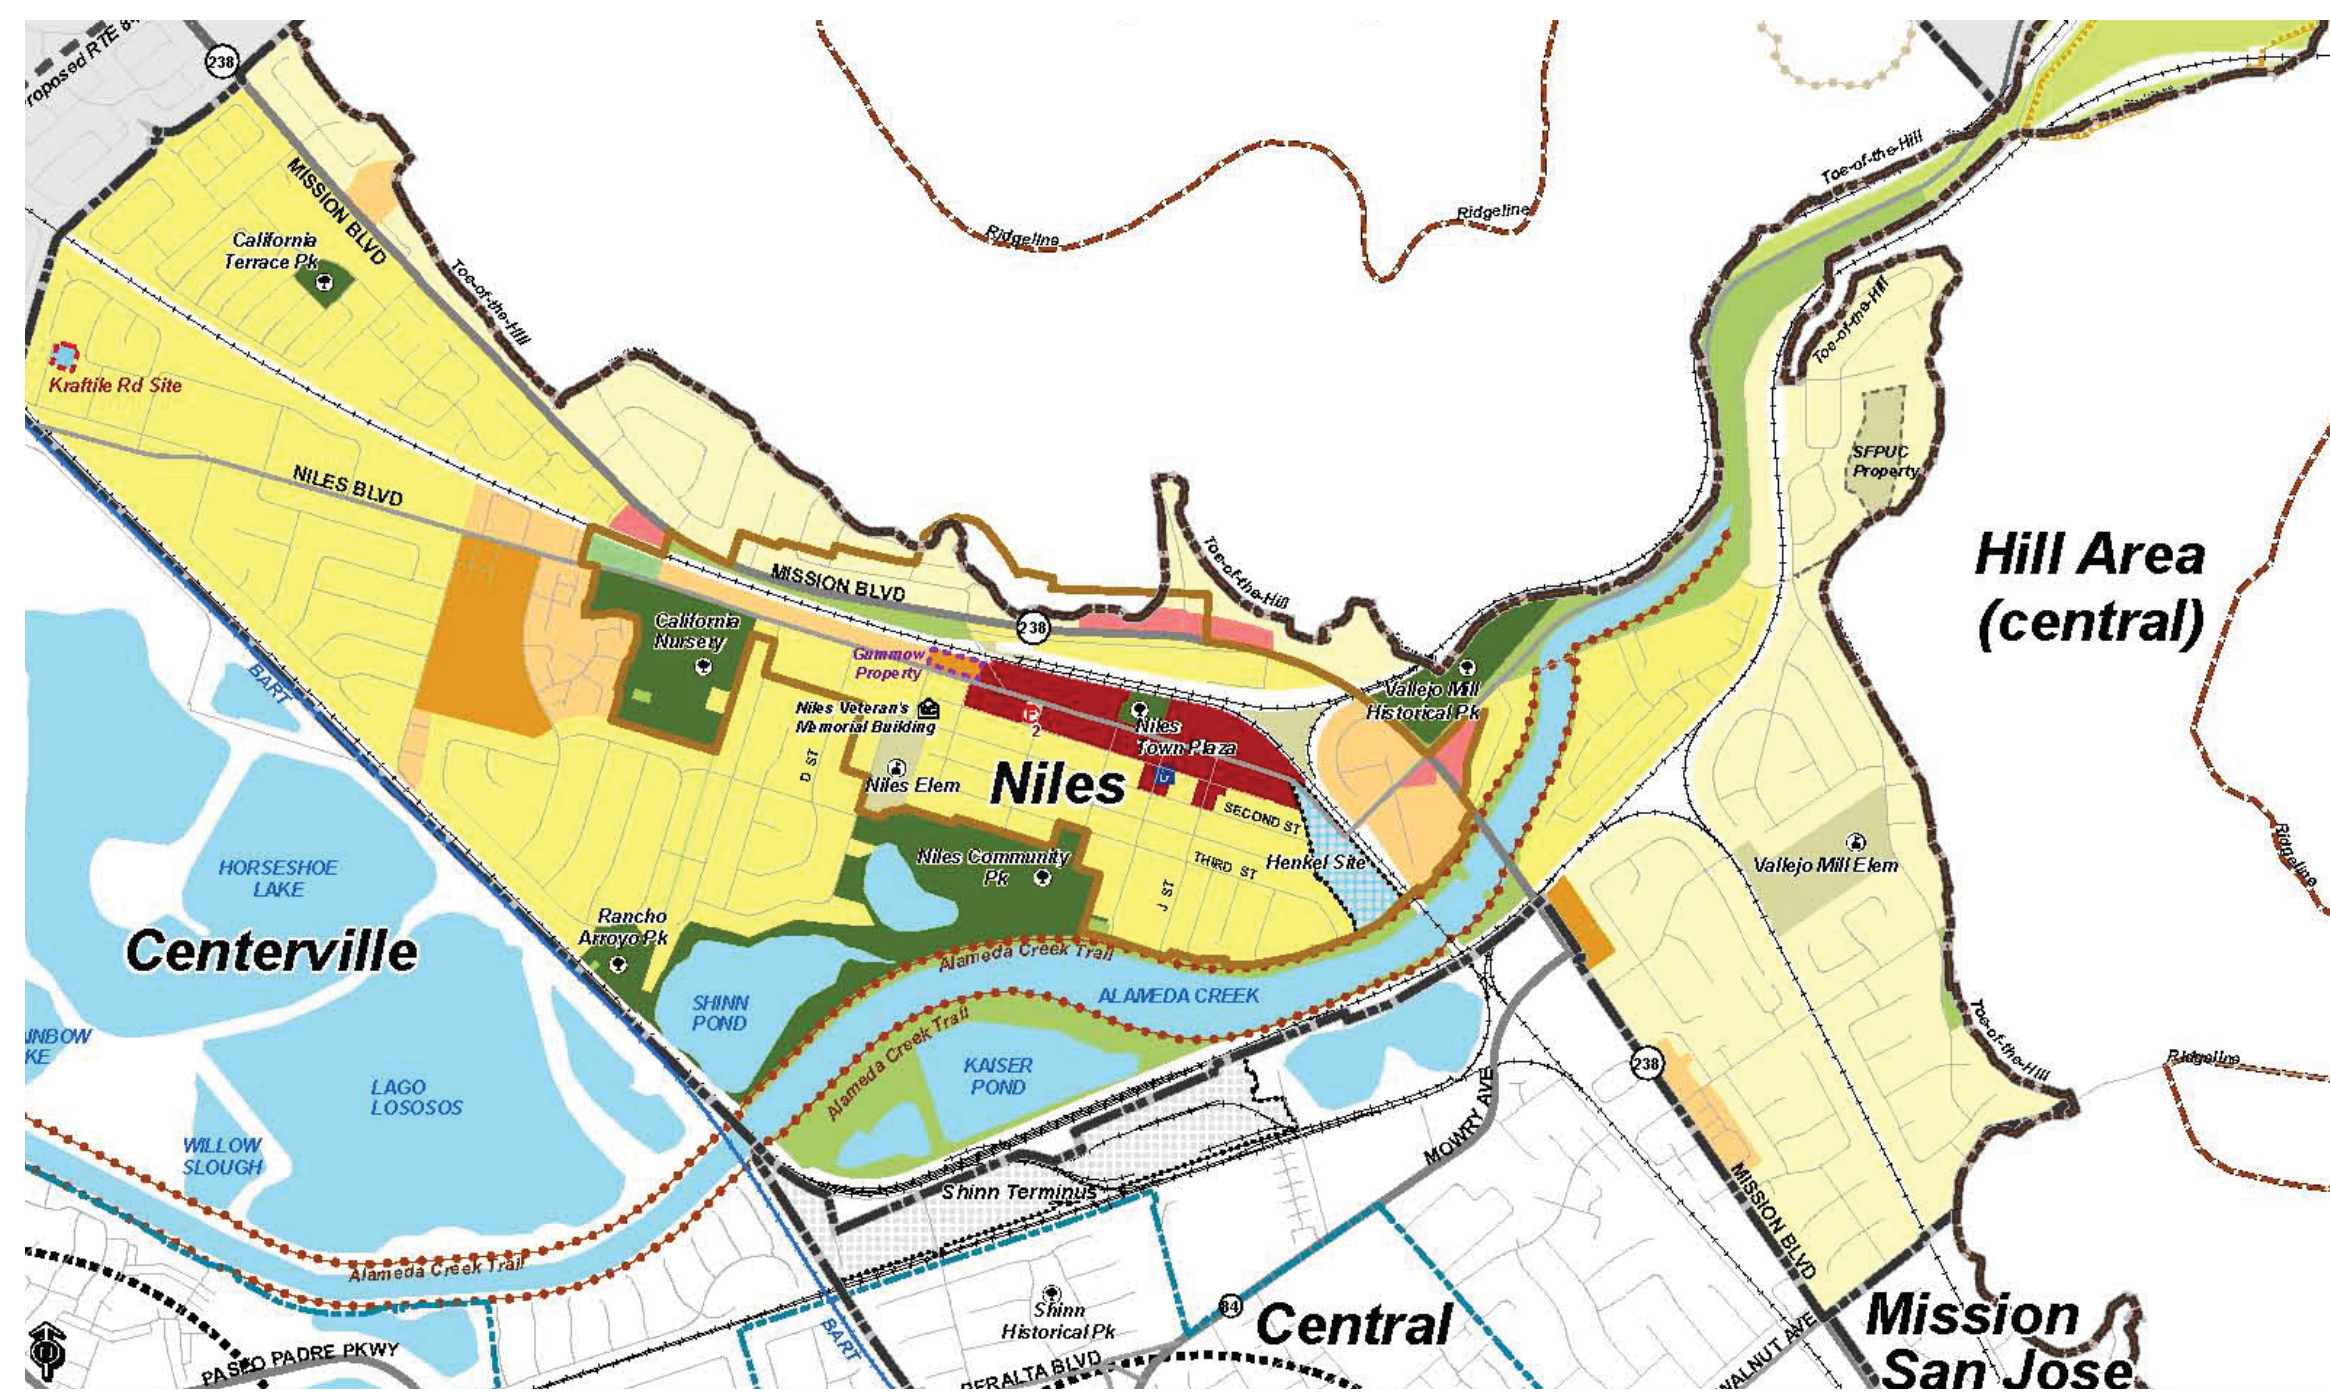 238
MISSION BLVD
California
Terrace Pk
Toe-of-the-Hill
Kraftile Rd Site
NILES BLVD
Ridgeline
Ridgeline
Toe-of-the-Hill
Toe-of-the-Hill
SFPUC
Property
Hill Area
(central)
Ridgeline
MISSION BLVD
238
Toe-of-the-Hill
California
Nursery
Gummow
Property
Vallejo Mill
Historical Pk
Niles Veteran's
Memorial Building
2
Niles
Town Plaza
D ST
Niles Elem
Niles
SECOND ST
Henkel Site
THIRD ST
J ST
Niles Community
Pk
Vallejo Mill Elem
BART
HORSESHOE
LAKE
Centerville
Rancho
Arroyo Pk
Alameda Creek Trail
SHINN
POND
ALAMEDA CREEK
Alameda Creek Trail
KAISER
POND
LAGO
LOSOSOS
WILLOW
SLOUGH
238
Toe-of-the-Hill
Ridgeline
MOWRY AVE
MISSION BLVD
Shinn Terminus
Alameda Creek Trail
Shinn
Historical Pk
84
Central
BART
PASEO PADRE PKWY
PERALTA BLVD
WALNUT AVE
Mission
San Jose